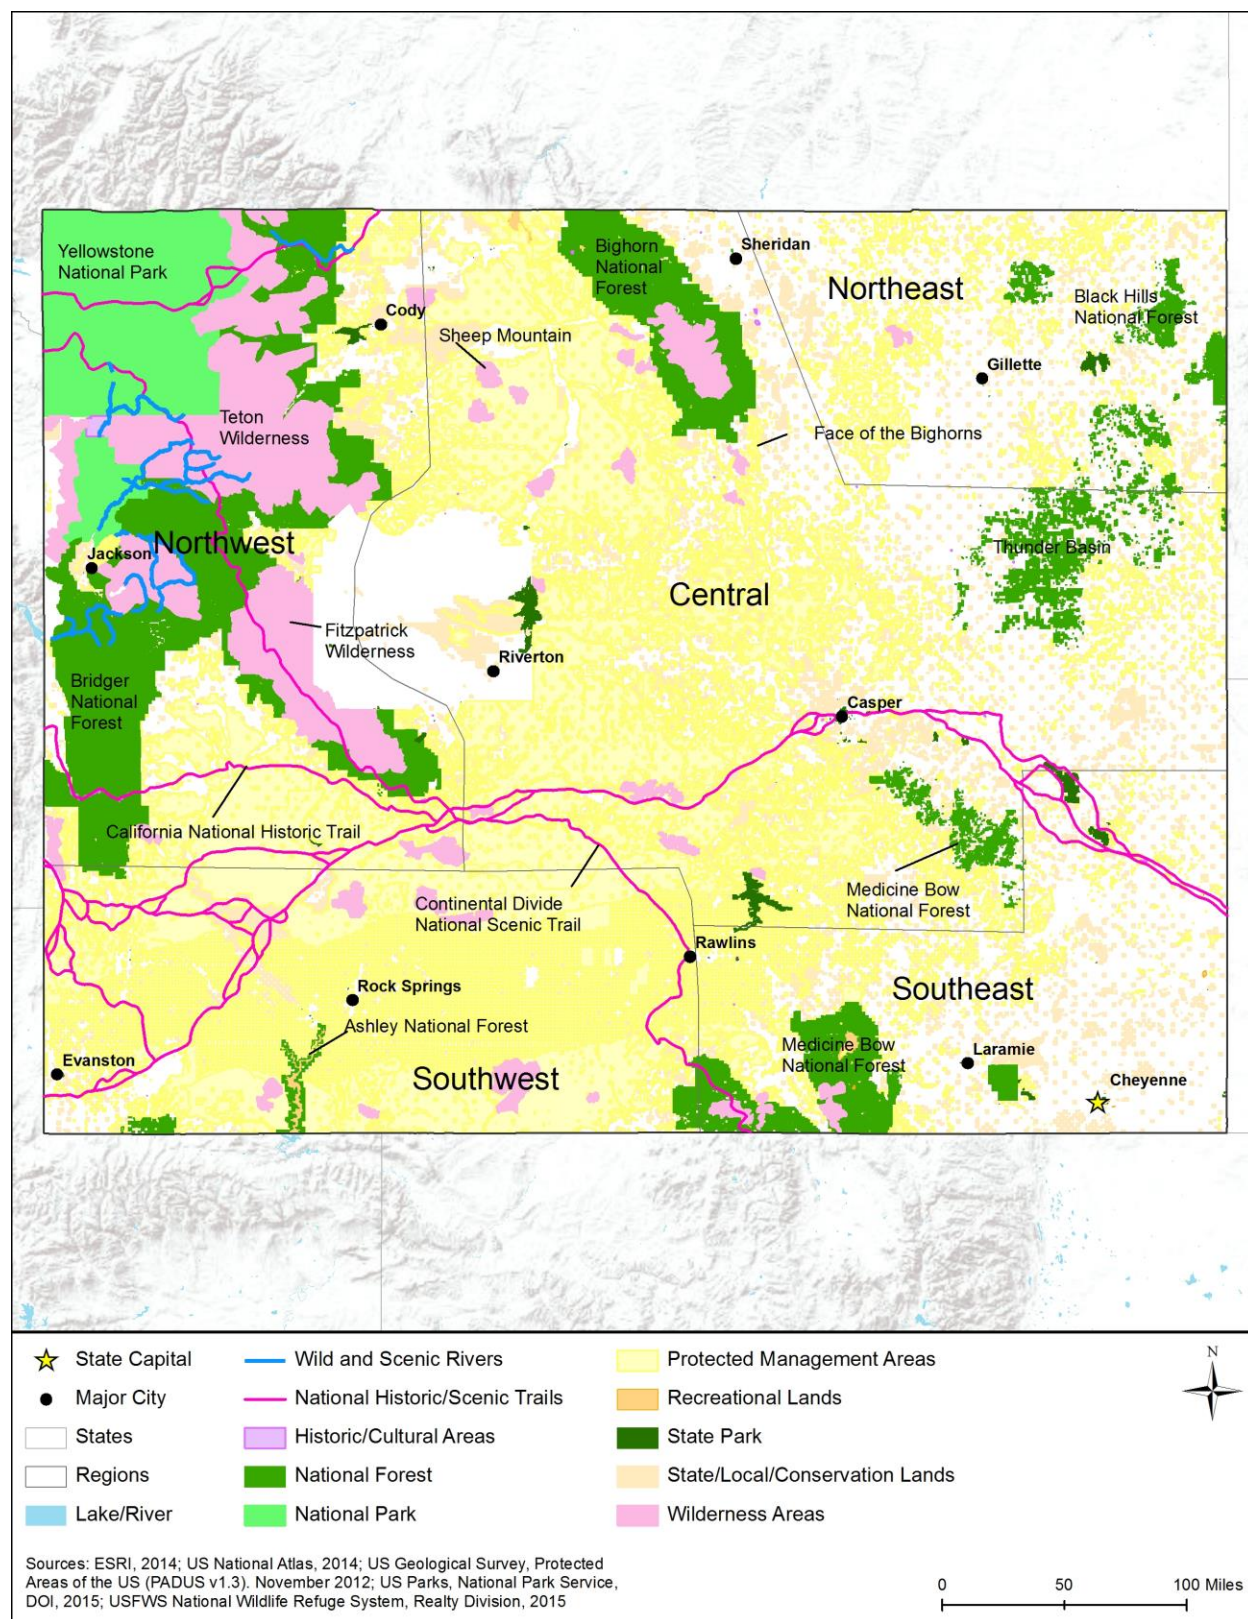 Yellowstone
National Park
Bighorn
National
Forest
Sheridan
Northeast
Black Hills
National Forest
Cody
Sheep Mountain
Gillette
Teton
Wilderness
Face of the Bighorns
Northwest
Jackson
Thunder Basin
Central
Fitzpatrick
Wilderness
Riverton
Bridger
National
Forest
Casper
California National Historic Trail
Continental Divide
National Scenic Trail
Medicine Bow
National Forest
Rawlins
Rock Springs
Southeast
Ashley National Forest
Evanston
Southwest
Medicine Bow
National Forest
Laramie
Cheyenne
State Capital
Major City
States
Regions
Lake/River
Wild and Scenic Rivers
National Historic/Scenic Trails
Historic/Cultural Areas
National Forest
National Park
Protected Management Areas
Recreational Lands
State Park
State/Local/Conservation Lands
Wilderness Areas
N
Sources: ESRI, 2014; US National Atlas, 2014; US Geological Survey, Protected
Areas of the US (PADUS v1.3). November 2012; US Parks, National Park Service,
DOI, 2015; USFWS National Wildlife Refuge System, Realty Division, 2015
0 50 100 Miles